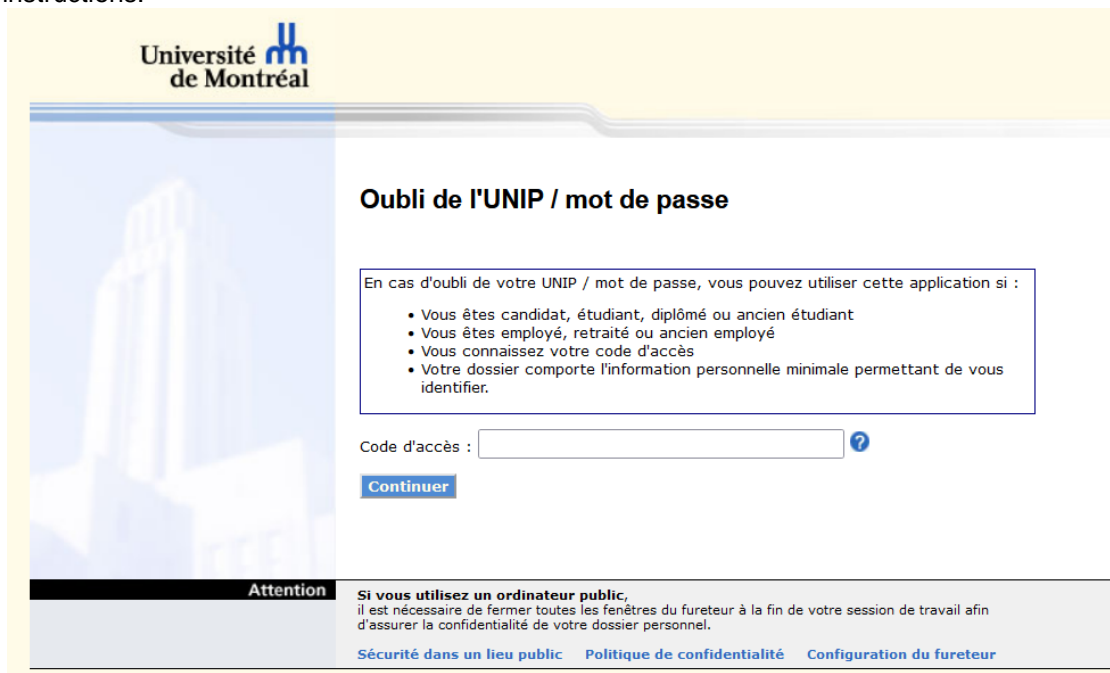 instructions.
Université
de Montréal
Oubli de l'UNIP / mot de passe
En cas d'oubli de votre UNIP / mot de passe, vous pouvez utiliser cette application si :
• Vous êtes candidat, étudiant, diplômé ou ancien étudiant
• Vous êtes employé, retraité ou ancien employé
• Vous connaissez votre code d'accès
• Votre dossier comporte l'information personnelle minimale permettant de vous
identifier.
Code d'accès : ?
Continuer
Attention
Si vous utilisez un ordinateur public,
il est nécessaire de fermer toutes les fenêtres du fureteur à la fin de votre session de travail afin
d'assurer la confidentialité de votre dossier personnel.
Sécurité dans un lieu public Politique de confidentialité Configuration du fureteur